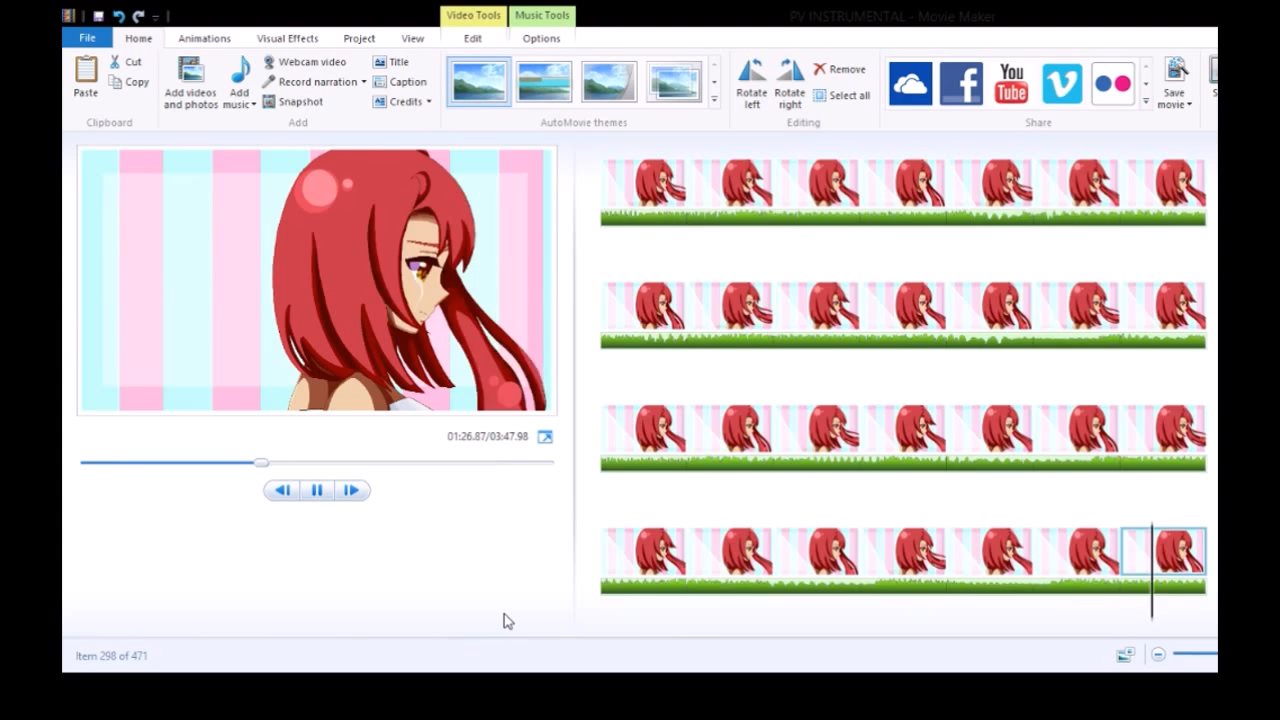 Video Tools Music Tools PV INSTRUMENTAL - Movie Maker
File Home Animations Visual Effects Project View Edit Options
Paste
Cut
Copy
Clipboard
Add videos
and photos
Add
music
Webcam video
Record narration
Snapshot
Title
Caption
Credits
Add
AutoMovie themes
Rotate
left
Rotate
right
Remove
Select all
Editing
You
Tube
Share
Save
movie
01:26.87/03:47.98
Item 298 of 471